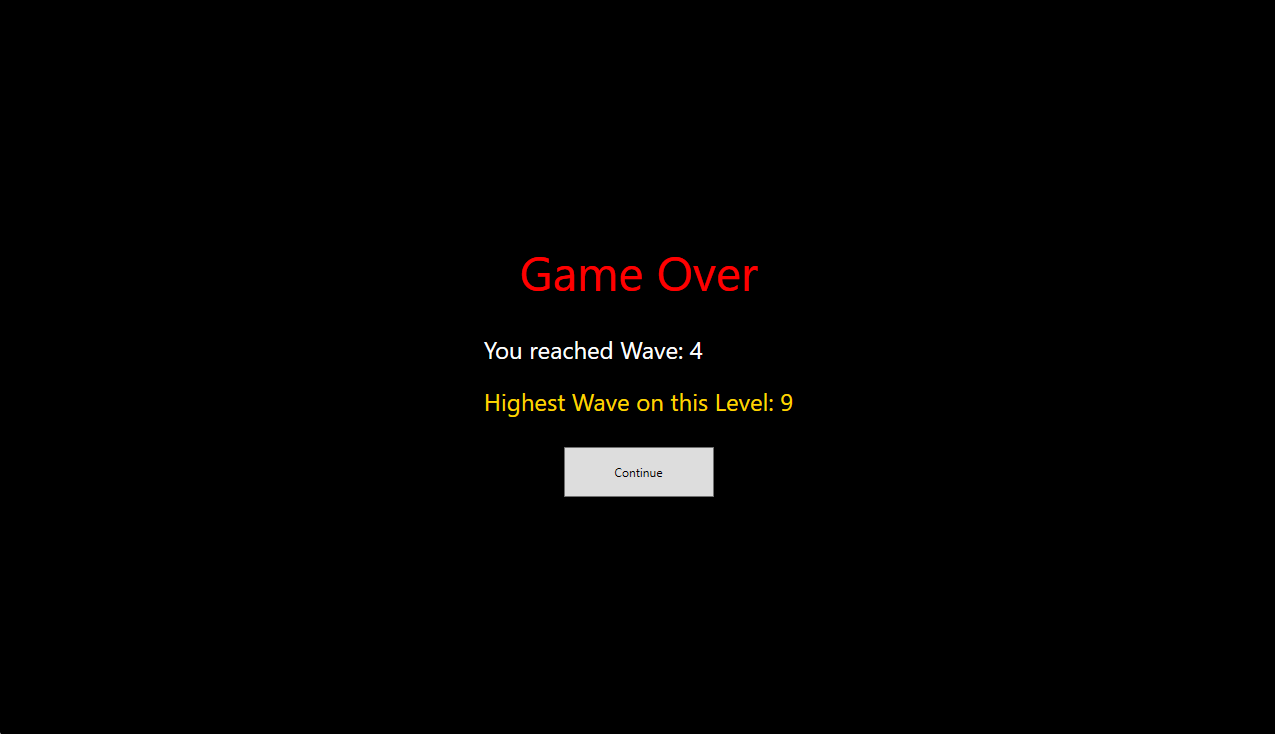 Game Over
You reached Wave: 4
Highest Wave on this Level: 9
Continue